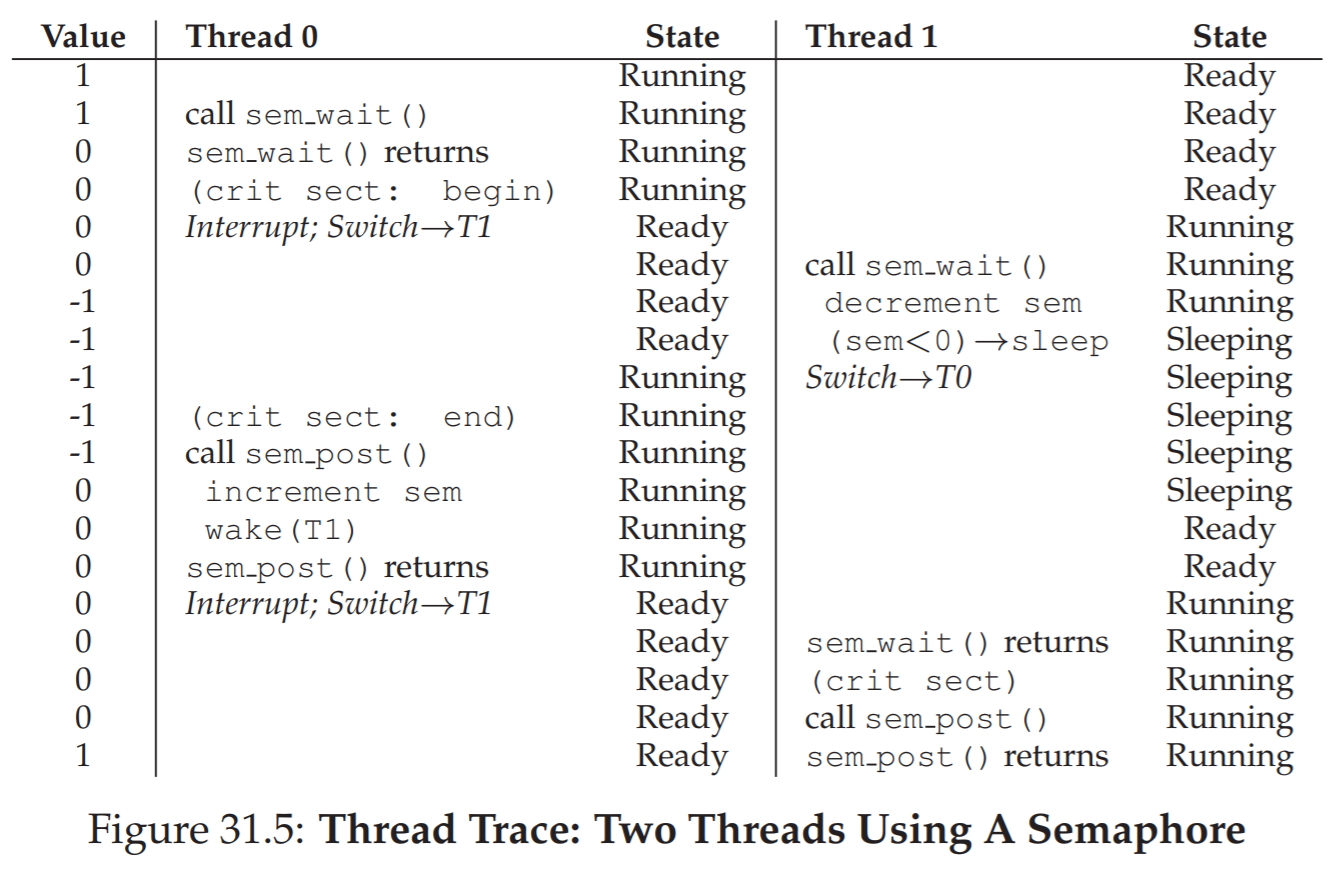 Value Thread 0 State Thread 1 State
1 Running Ready
1 call sem_wait() Running Ready
0 sem_wait() returns Running Ready
0 (crit sect: begin) Running Ready
0 Interrupt; Switch→T1 Ready Running
0 Ready call sem_wait() Running
-1 Ready decrement sem Running
-1 Ready (sem<0)→sleep Sleeping
-1 Running Switch→T0 Sleeping
-1 (crit sect: end) Running Sleeping
-1 call sem_post() Running Sleeping
0 increment sem Running Sleeping
0 wake(T1) Running Ready
0 sem_post() returns Running Ready
0 Interrupt; Switch→T1 Ready Running
0 Ready sem_wait() returns Running
0 Ready (crit sect) Running
0 Ready call sem_post() Running
1 Ready sem_post() returns Running
Figure 31.5: Thread Trace: Two Threads Using A Semaphore